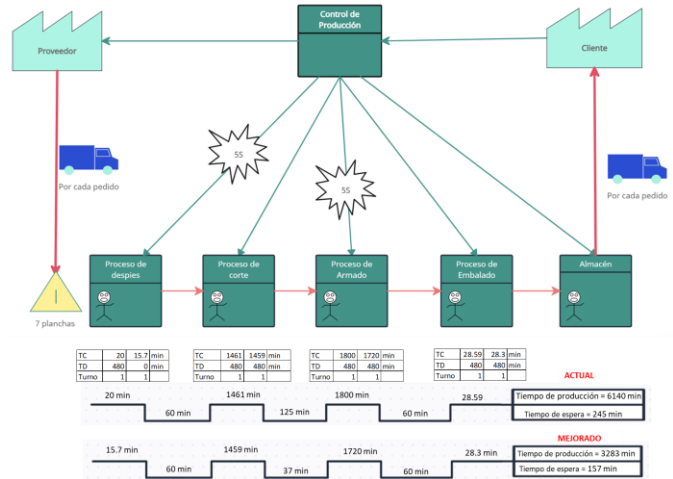 Control de
Producción
Proveedor
Cliente
5S
5S
Por cada pedido
Por cada pedido
Proceso de
despies
Proceso de
corte
Proceso de
Armado
Proceso de
Embalado
Almacén
I
7 planchas
TC 20 15.7 min
TD 480 0 min
Turno 1 1
TC 1461 1459 min
TD 480 480 min
Turno 1 1
TC 1800 1720 min
TD 480 480 min
Turno 1 1
TC 28.59 28.3 min
TD 480 480 min
Turno 1 1
ACTUAL
20 min 1461 min 1800 min 28.59 Tiempo de producción = 6140 min
60 min 125 min 60 min Tiempo de espera = 245 min
MEJORADO
15.7 min 1459 min 1720 min 28.3 min Tiempo de producción = 3283 min
60 min 37 min 60 min Tiempo de espera = 157 min